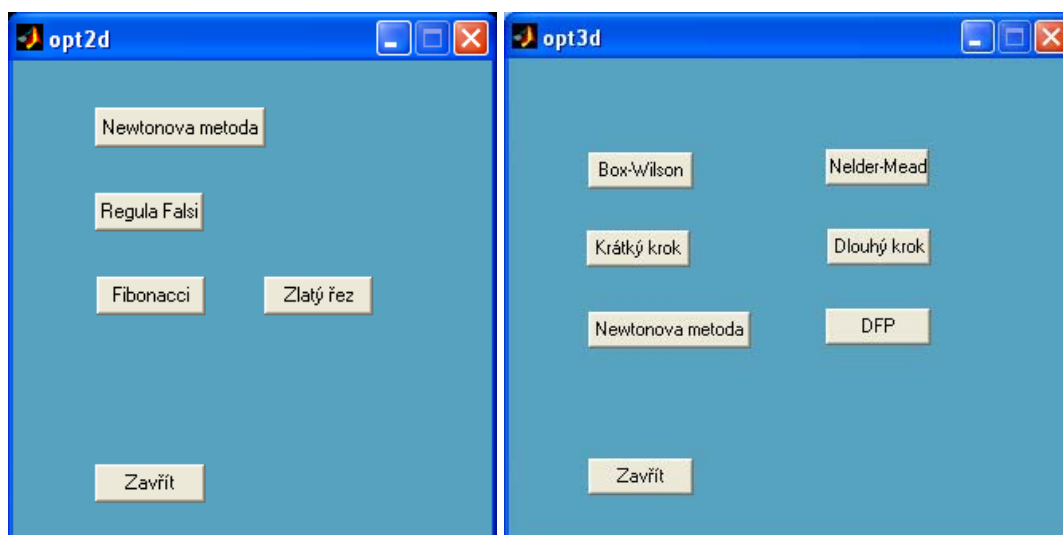 opt2d
Newtonova metoda
Regula Falsi
Fibonacci
Zlatý řez
Zavřít
opt3d
Box-Wilson
Nelder-Mead
Krátký krok
Dlouhý krok
Newtonova metoda
DFP
Zavřít